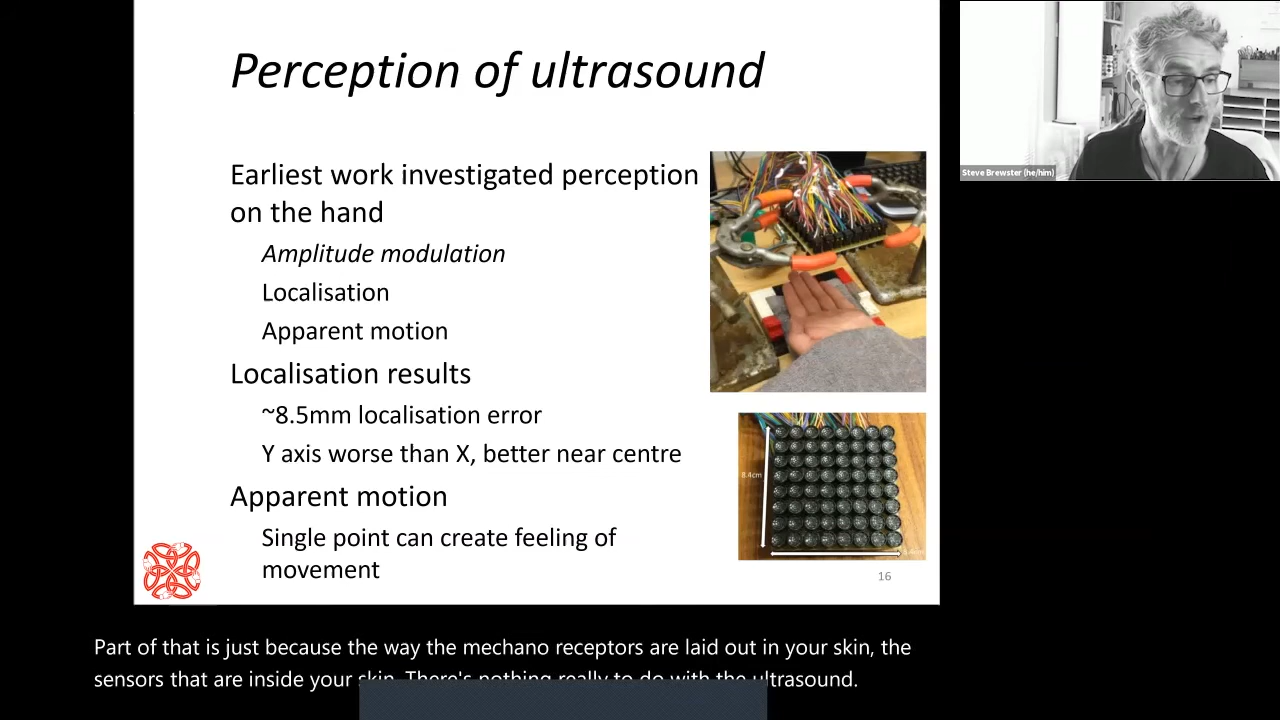 Perception of ultrasound
Earliest work investigated perception
on the hand
Amplitude modulation
Localisation
Apparent motion
Localisation results
~8.5mm localisation error
Y axis worse than X, better near centre
Apparent motion
Single point can create feeling of
movement
8.4cm
16
Steve Brewster (he/him)
Part of that is just because the way the mechano receptors are laid out in your skin, the
sensors that are inside your skin. There's nothing really to do with the ultrasound.